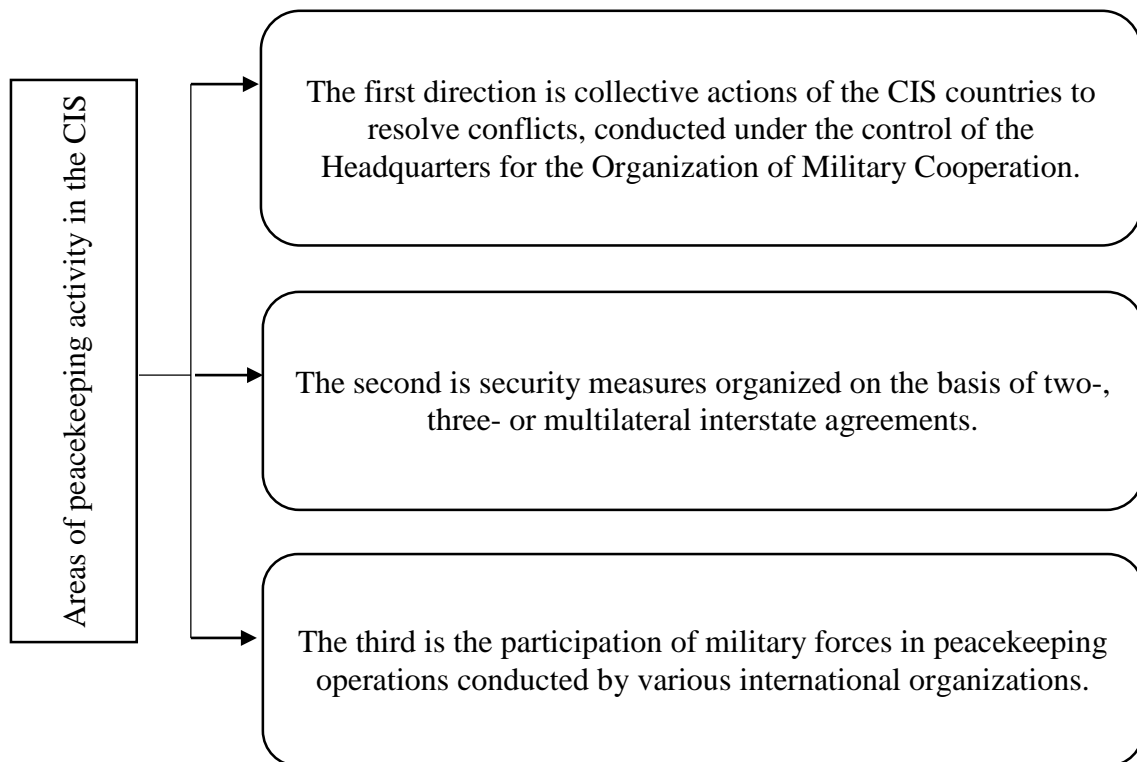 Areas of peacekeeping activity in the CIS
The first direction is collective actions of the CIS countries to
resolve conflicts, conducted under the control of the
Headquarters for the Organization of Military Cooperation.
The second is security measures organized on the basis of two-,
three- or multilateral interstate agreements.
The third is the participation of military forces in peacekeeping
operations conducted by various international organizations.